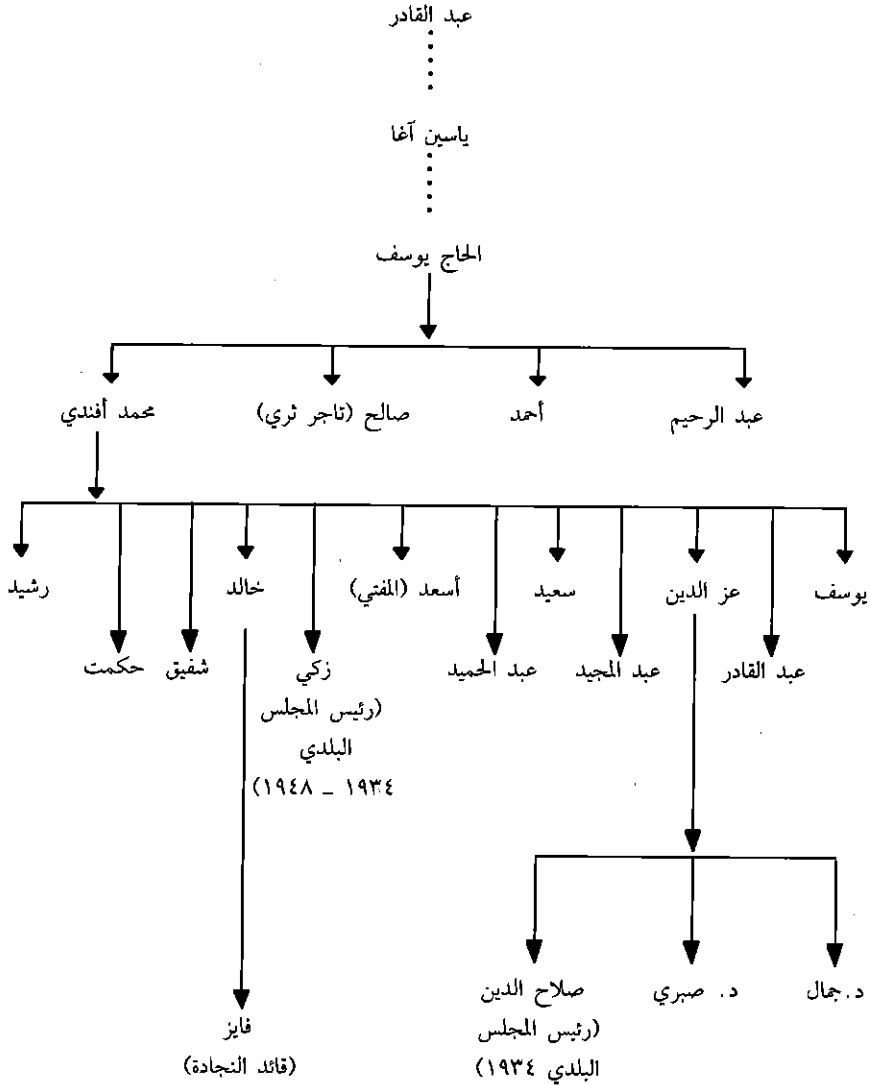 عبد القادر
ياسين آغا
الحاج يوسف
عبد الرحيم
أحمد
صالح (تاجر ثري)
محمد أفندي
يوسف
عز الدين
سعيد
أسعد (المفتي)
خالد
رشيد
عبد القادر
عبد المجيد
عبد الحميد
زكي
(رئيس المجلس
البلدي
١٩٣٤ – ١٩٤٨)
شفيق
حكمت
د.جمال
د. صبري
صلاح الدين
(رئيس المجلس
البلدي ١٩٣٤)
فايز
(قائد النجادة)